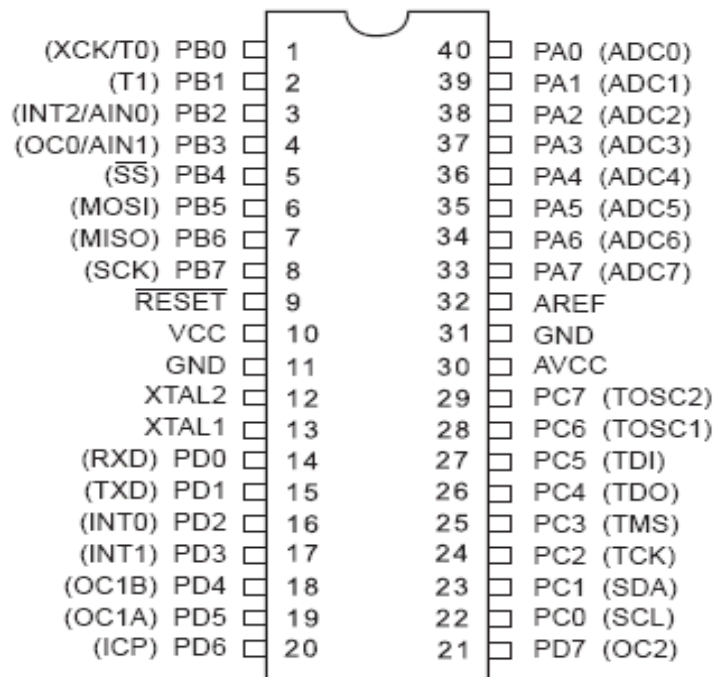 (XCK/T0) PB0 1 40 PA0 (ADC0)
(T1) PB1 2 39 PA1 (ADC1)
(INT2/AIN0) PB2 3 38 PA2 (ADC2)
(OC0/AIN1) PB3 4 37 PA3 (ADC3)
(SS) PB4 5 36 PA4 (ADC4)
(MOSI) PB5 6 35 PA5 (ADC5)
(MISO) PB6 7 34 PA6 (ADC6)
(SCK) PB7 8 33 PA7 (ADC7)
RESET 9 32 AREF
VCC 10 31 GND
GND 11 30 AVCC
XTAL2 12 29 PC7 (TOSC2)
XTAL1 13 28 PC6 (TOSC1)
(RXD) PD0 14 27 PC5 (TDI)
(TXD) PD1 15 26 PC4 (TDO)
(INT0) PD2 16 25 PC3 (TMS)
(INT1) PD3 17 24 PC2 (TCK)
(OC1B) PD4 18 23 PC1 (SDA)
(OC1A) PD5 19 22 PC0 (SCL)
(ICP) PD6 20 21 PD7 (OC2)